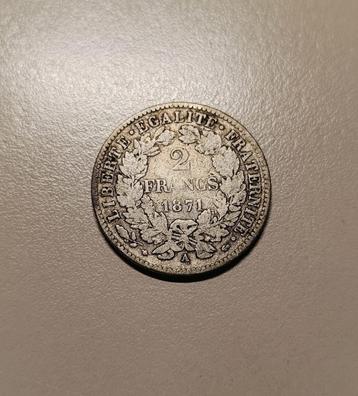 LIBERTE · EGALITE · FRATERNITE
2
FRANCS
1871
A